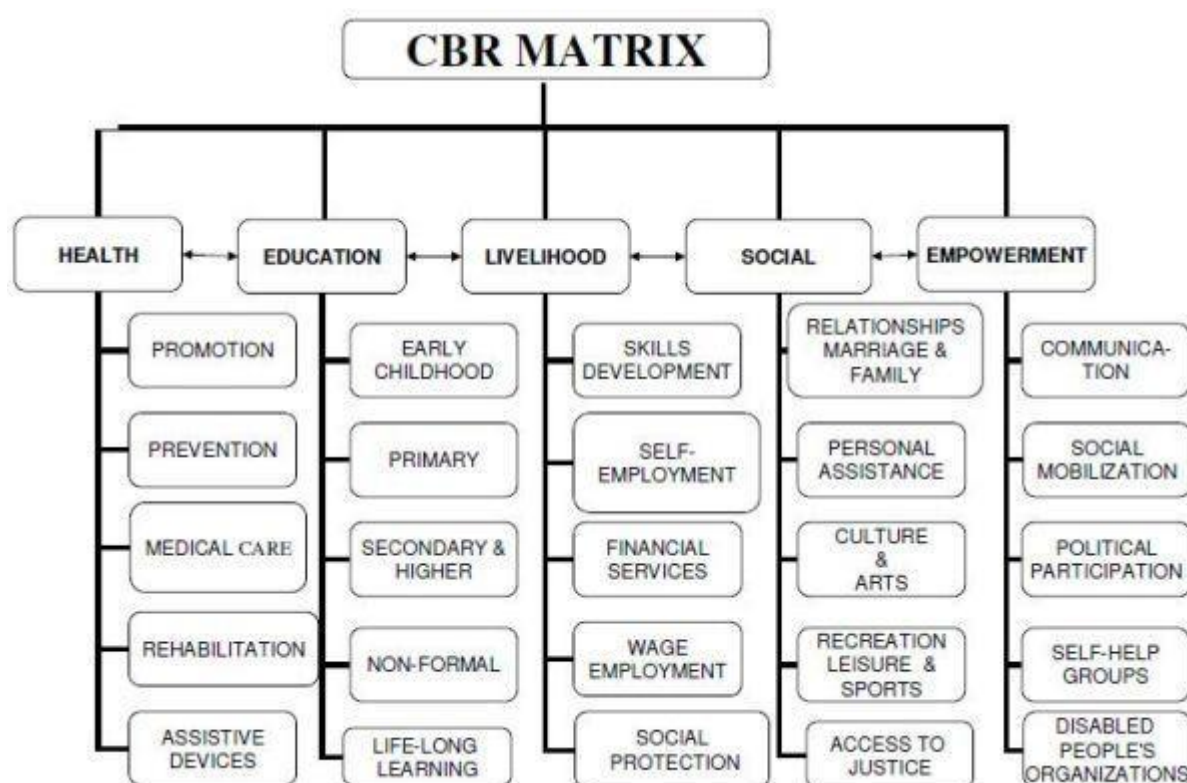 CBR MATRIX
HEALTH
EDUCATION
LIVELIHOOD
SOCIAL
EMPOWERMENT
PROMOTION
PREVENTION
MEDICAL CARE
REHABILITATION
ASSISTIVE
DEVICES
EARLY
CHILDHOOD
PRIMARY
SECONDARY &
HIGHER
NON-FORMAL
LIFE-LONG
LEARNING
SKILLS
DEVELOPMENT
SELF-
EMPLOYMENT
FINANCIAL
SERVICES
WAGE
EMPLOYMENT
SOCIAL
PROTECTION
RELATIONSHIPS
MARRIAGE &
FAMILY
PERSONAL
ASSISTANCE
CULTURE
&
ARTS
RECREATION
LEISURE &
SPORTS
ACCESS TO
JUSTICE
COMMUNICA-
TION
SOCIAL
MOBILIZATION
POLITICAL
PARTICIPATION
SELF-HELP
GROUPS
DISABLED
PEOPLE'S
ORGANIZATIONS